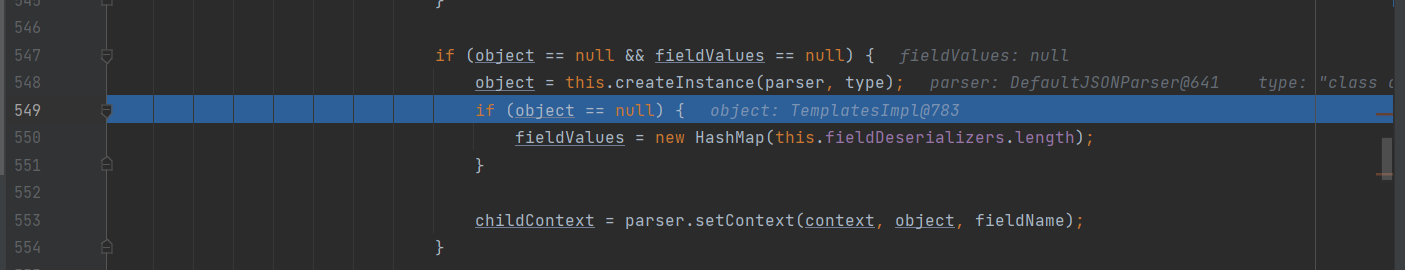 545 }
546
547 if (object == null && fieldValues == null) { fieldValues: null
548 object = this.createInstance(parser, type); parser: DefaultJSONParser@641 type: "class
549 if (object == null) { object: TemplatesImpl@783
550 fieldValues = new HashMap(this.fieldDeserializers.length);
551 }
552
553 childContext = parser.setContext(context, object, fieldName);
554 }